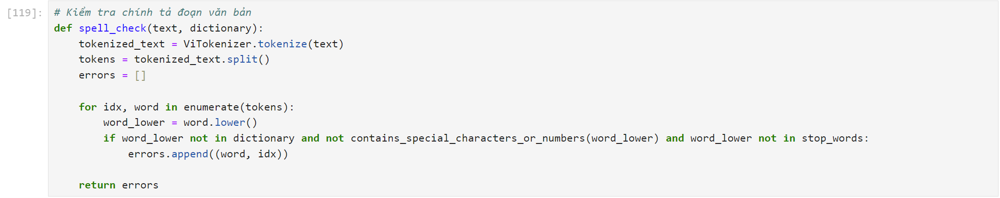 [119]: # Kiểm tra chính tả đoạn văn bản
def spell_check(text, dictionary):
    tokenized_text = ViTokenizer.tokenize(text)
    tokens = tokenized_text.split()
    errors = []

    for idx, word in enumerate(tokens):
        word_lower = word.lower()
        if word_lower not in dictionary and not contains_special_characters_or_numbers(word_lower) and word_lower not in stop_words:
            errors.append((word, idx))

    return errors